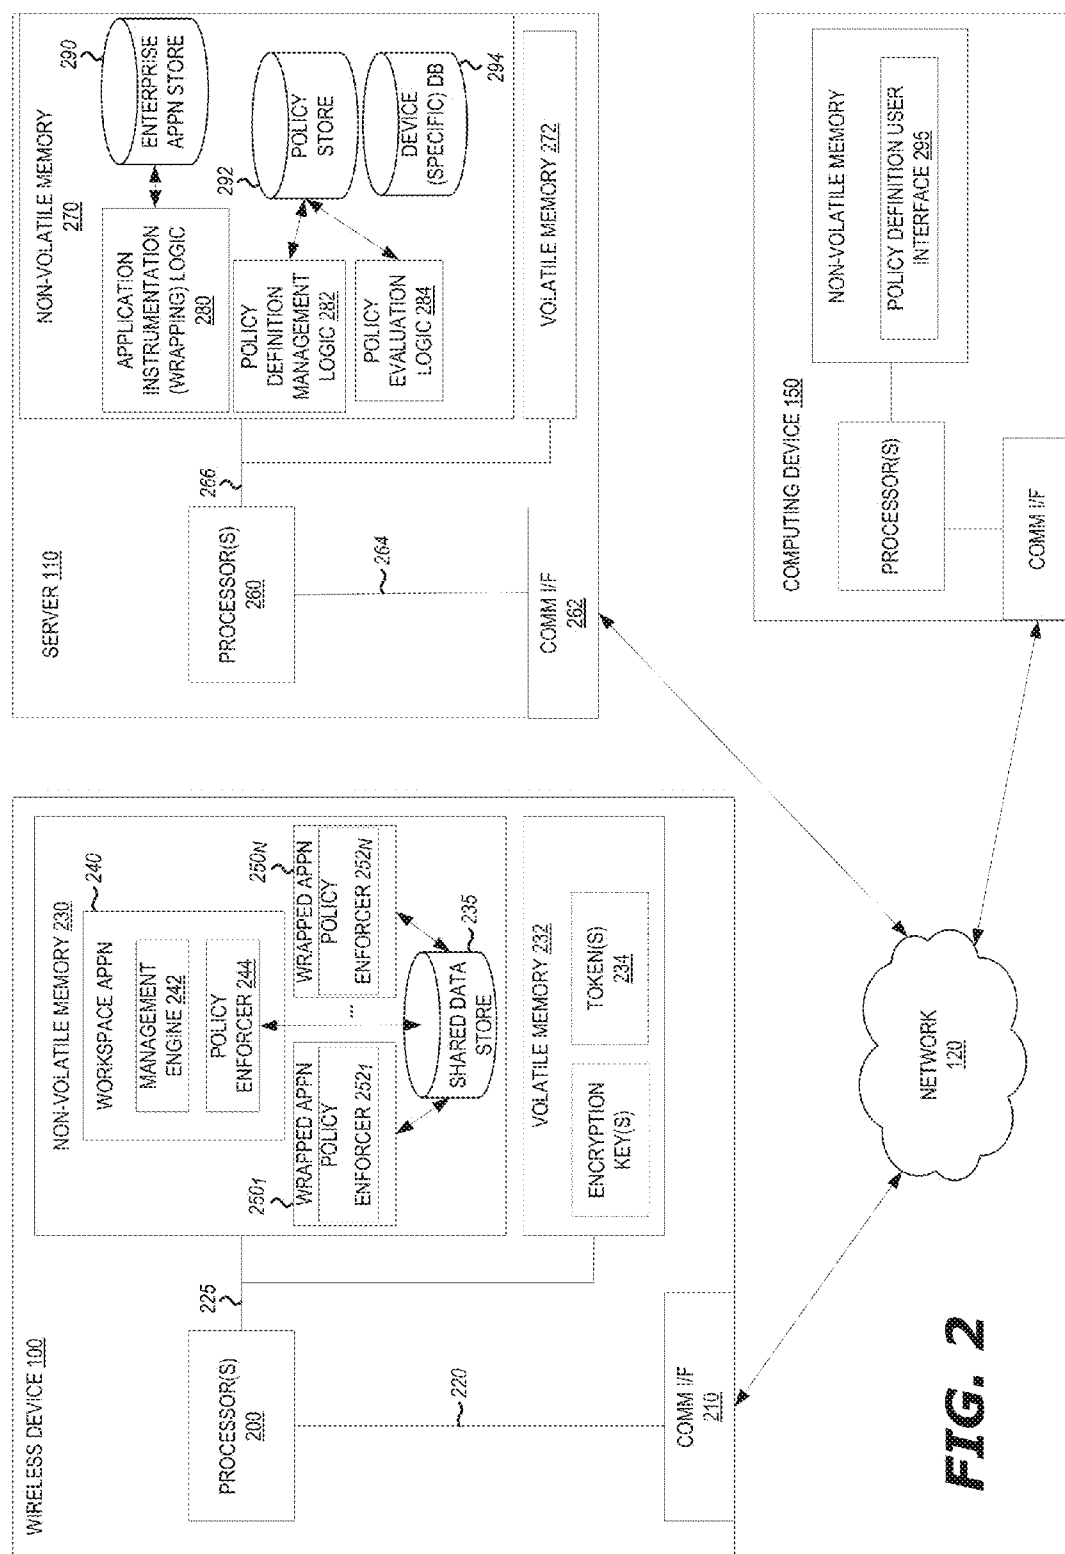 WIRELESS DEVICE 100
PROCESSOR(S)
200
225
220
COMM I/F
210
NON-VOLATILE MEMORY 230
240
WORKSPACE APPN
MANAGEMENT
ENGINE 242
POLICY
ENFORCER 244
2501
WRAPPED APPN
POLICY
ENFORCER 2521
...
250N
WRAPPED APPN
POLICY
ENFORCER 252N
235
SHARED DATA
STORE
VOLATILE MEMORY 232
ENCRYPTION
KEY(S)
TOKEN(S)
234
SERVER 110
PROCESSOR(S)
260
266
264
COMM I/F
262
NON-VOLATILE MEMORY
270
APPLICATION
INSTRUMENTATION
(WRAPPING) LOGIC
280
290
ENTERPRISE
APPN STORE
POLICY
DEFINITION
MANAGEMENT
LOGIC 282
POLICY
EVALUATION
LOGIC 284
292
POLICY
STORE
DEVICE
(SPECIFIC) DB
294
VOLATILE MEMORY 272
NETWORK
120
COMPUTING DEVICE 150
PROCESSOR(S)
COMM I/F
NON-VOLATILE MEMORY
POLICY DEFINITION USER
INTERFACE 295
FIG. 2